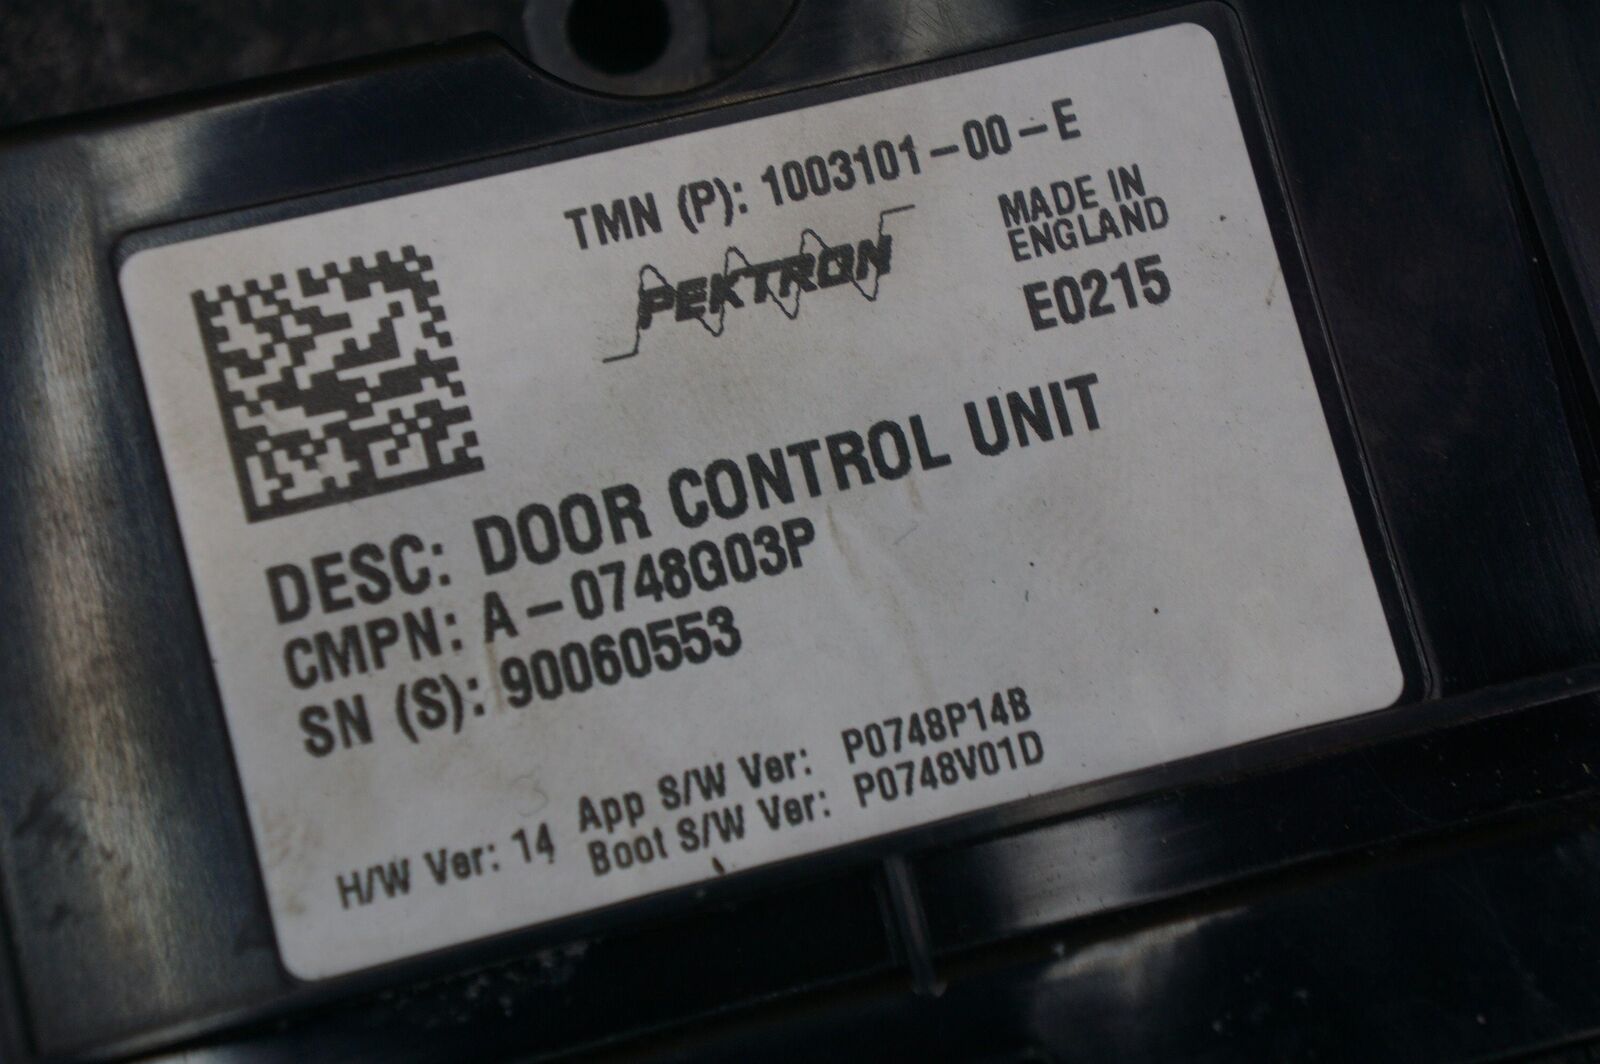 TMN (P): 1003101-00-E
PEKTRON
MADE IN
ENGLAND
E0215
DESC: DOOR CONTROL UNIT
CMPN: A-0748G03P
SN (S): 90060553
H/W Ver: 14
App S/W Ver: P0748P14B
Boot S/W Ver: P0748V01D